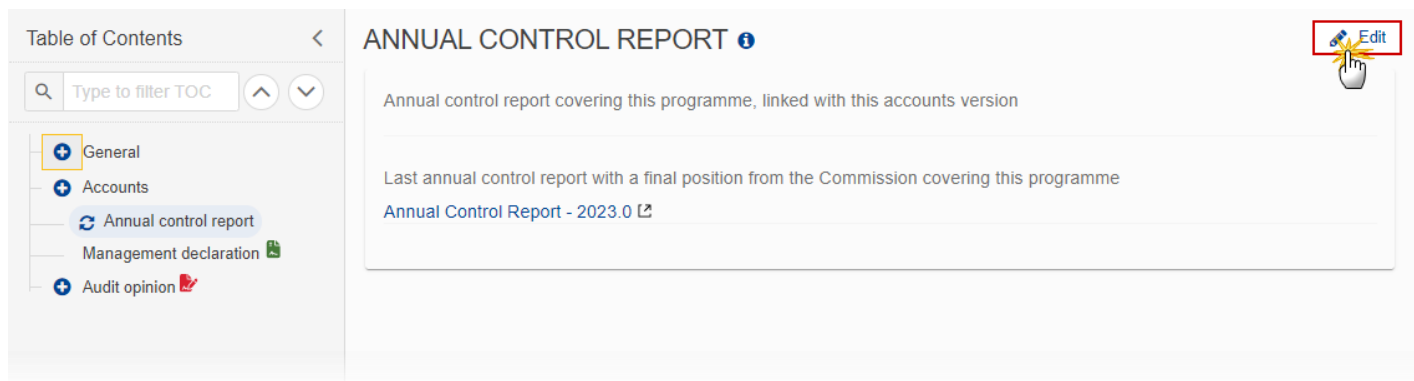 Table of Contents
Type to filter TOC
General
Accounts
Annual control report
Management declaration
Audit opinion
ANNUAL CONTROL REPORT
Edit
Annual control report covering this programme, linked with this accounts version
Last annual control report with a final position from the Commission covering this programme
Annual Control Report - 2023.0